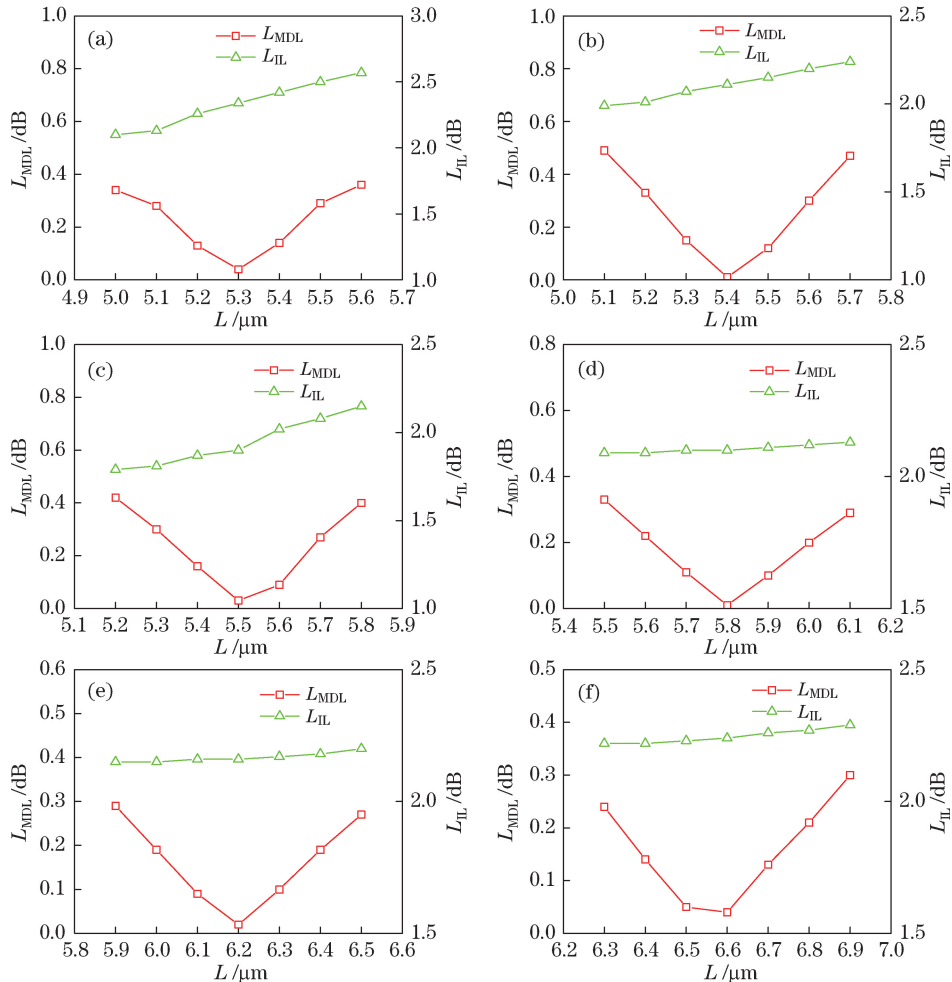 (a)
L_MDL
L_IL
1.0
0.8
0.6
0.4
0.2
0.0
3.0
2.5
2.0
1.5
1.0
L_MDL /dB
L_IL /dB
4.9 5.0 5.1 5.2 5.3 5.4 5.5 5.6 5.7
L /μm
(b)
L_MDL
L_IL
1.0
0.8
0.6
0.4
0.2
0.0
2.5
2.0
1.5
1.0
L_MDL /dB
L_IL /dB
5.0 5.1 5.2 5.3 5.4 5.5 5.6 5.7 5.8
L /μm
(c)
L_MDL
L_IL
1.0
0.8
0.6
0.4
0.2
0.0
2.5
2.0
1.5
1.0
L_MDL /dB
L_IL /dB
5.1 5.2 5.3 5.4 5.5 5.6 5.7 5.8 5.9
L /μm
(d)
L_MDL
L_IL
0.8
0.6
0.4
0.2
0.0
2.5
2.0
1.5
L_MDL /dB
L_IL /dB
5.4 5.5 5.6 5.7 5.8 5.9 6.0 6.1 6.2
L /μm
(e)
L_MDL
L_IL
0.6
0.5
0.4
0.3
0.2
0.1
0.0
2.5
2.0
1.5
L_MDL /dB
L_IL /dB
5.8 5.9 6.0 6.1 6.2 6.3 6.4 6.5 6.6
L /μm
(f)
L_MDL
L_IL
0.5
0.4
0.3
0.2
0.1
0.0
2.5
2.0
1.5
L_MDL /dB
L_IL /dB
6.2 6.3 6.4 6.5 6.6 6.7 6.8 6.9 7.0
L /μm